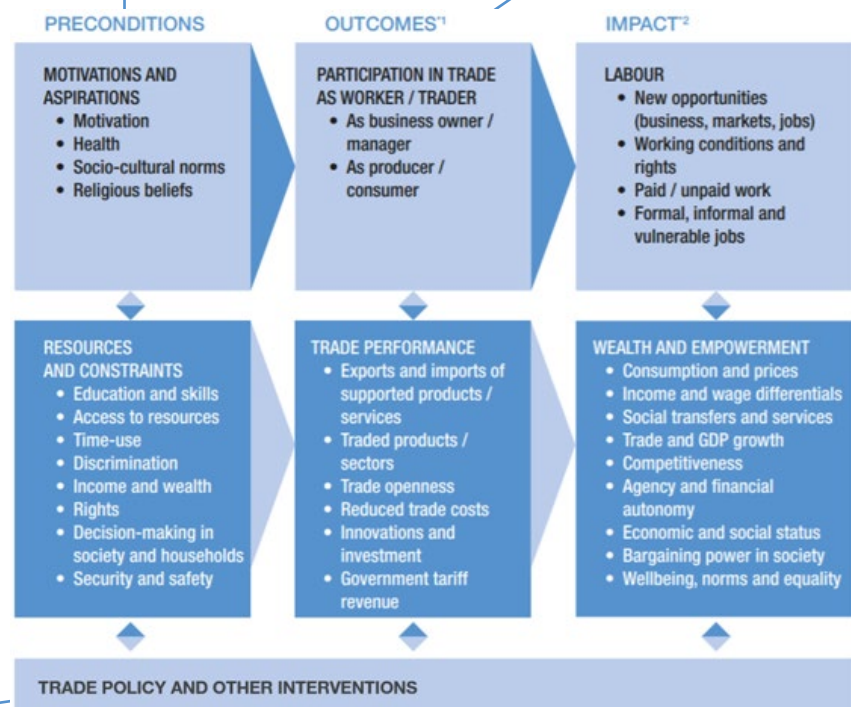 PRECONDITIONS
OUTCOMES*1
IMPACT*2
MOTIVATIONS AND
ASPIRATIONS
• Motivation
• Health
• Socio-cultural norms
• Religious beliefs
PARTICIPATION IN TRADE
AS WORKER / TRADER
• As business owner /
manager
• As producer /
consumer
LABOUR
• New opportunities
(business, markets, jobs)
• Working conditions and
rights
• Paid / unpaid work
• Formal, informal and
vulnerable jobs
RESOURCES
AND CONSTRAINTS
• Education and skills
• Access to resources
• Time-use
• Discrimination
• Income and wealth
• Rights
• Decision-making in
society and households
• Security and safety
TRADE PERFORMANCE
• Exports and imports of
supported products /
services
• Traded products /
sectors
• Trade openness
• Reduced trade costs
• Innovations and
investment
• Government tariff
revenue
WEALTH AND EMPOWERMENT
• Consumption and prices
• Income and wage differentials
• Social transfers and services
• Trade and GDP growth
• Competitiveness
• Agency and financial
autonomy
• Economic and social status
• Bargaining power in society
• Wellbeing, norms and equality
TRADE POLICY AND OTHER INTERVENTIONS